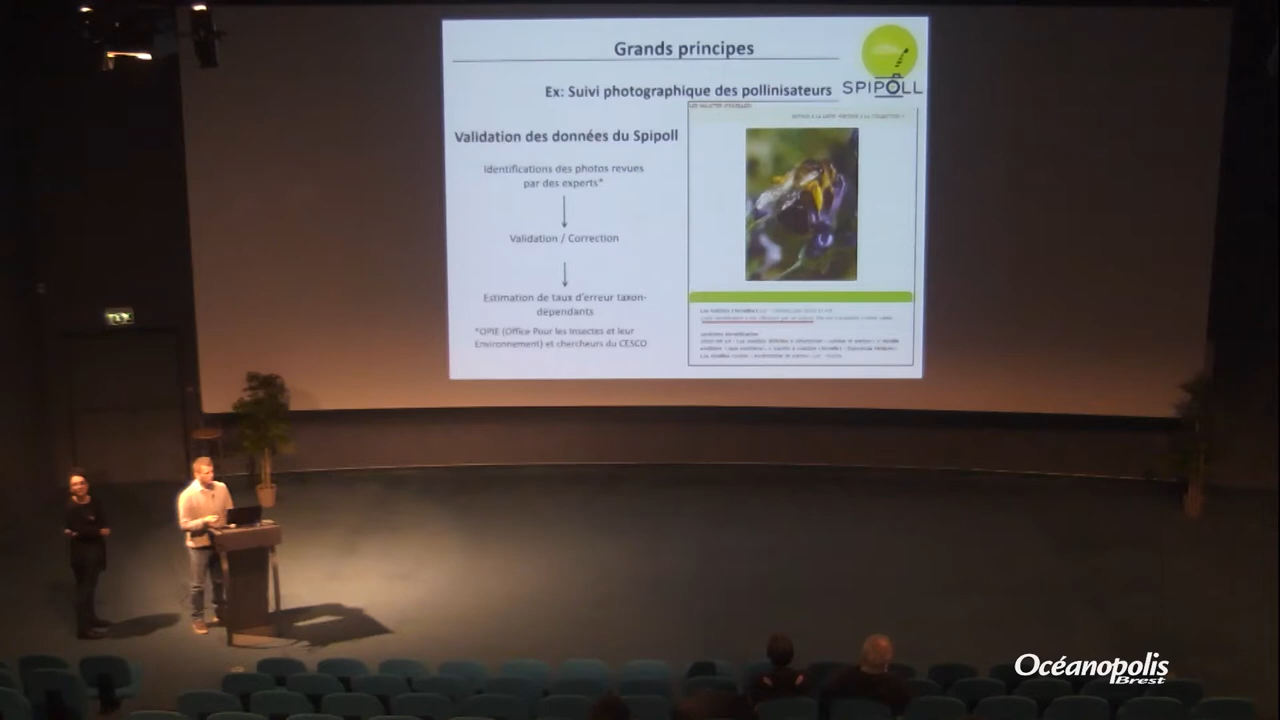 Grands principes
Ex: Suivi photographique des pollinisateurs
SPIPOLL
Validation des données du Spipoll
Identifications des photos revues
par des experts*
Validation / Correction
Estimation de taux d'erreur taxon-
dépendants
*OPIE (Office Pour les Insectes et leur
Environnement) et chercheurs du CESCO
Océanopolis
Brest